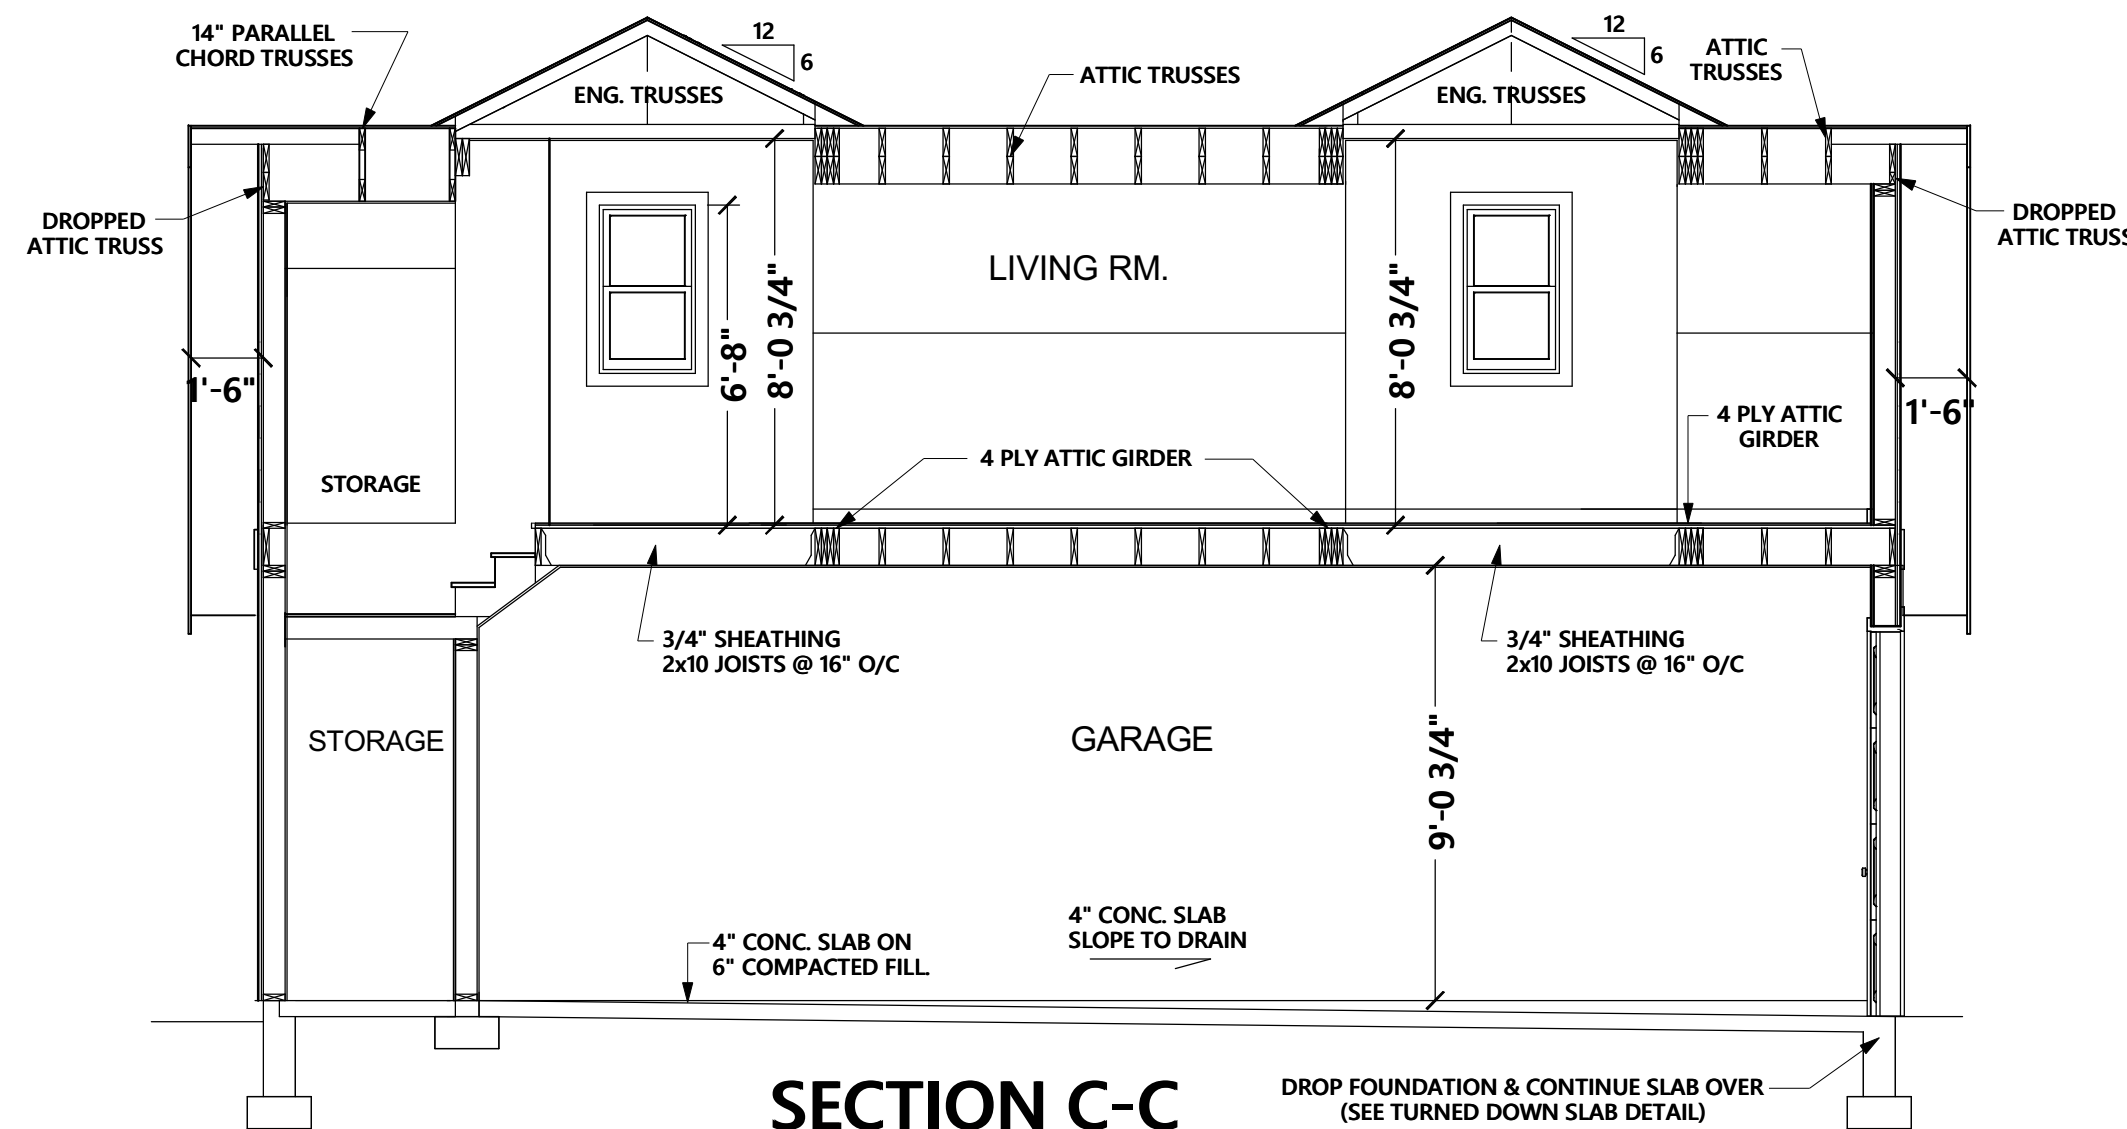 14" PARALLEL
CHORD TRUSSES
12
6
ENG. TRUSSES
ATTIC TRUSSES
12
6
ENG. TRUSSES
ATTIC
TRUSSES
DROPPED
ATTIC TRUSS
DROPPED
ATTIC TRUSS
LIVING RM.
6'-8"
8'-0 3/4"
8'-0 3/4"
1'-6"
1'-6"
STORAGE
4 PLY ATTIC GIRDER
4 PLY ATTIC
GIRDER
3/4" SHEATHING
2x10 JOISTS @ 16" O/C
3/4" SHEATHING
2x10 JOISTS @ 16" O/C
STORAGE
GARAGE
9'-0 3/4"
4" CONC. SLAB ON
6" COMPACTED FILL.
4" CONC. SLAB
SLOPE TO DRAIN
SECTION C-C
DROP FOUNDATION & CONTINUE SLAB OVER
(SEE TURNED DOWN SLAB DETAIL)